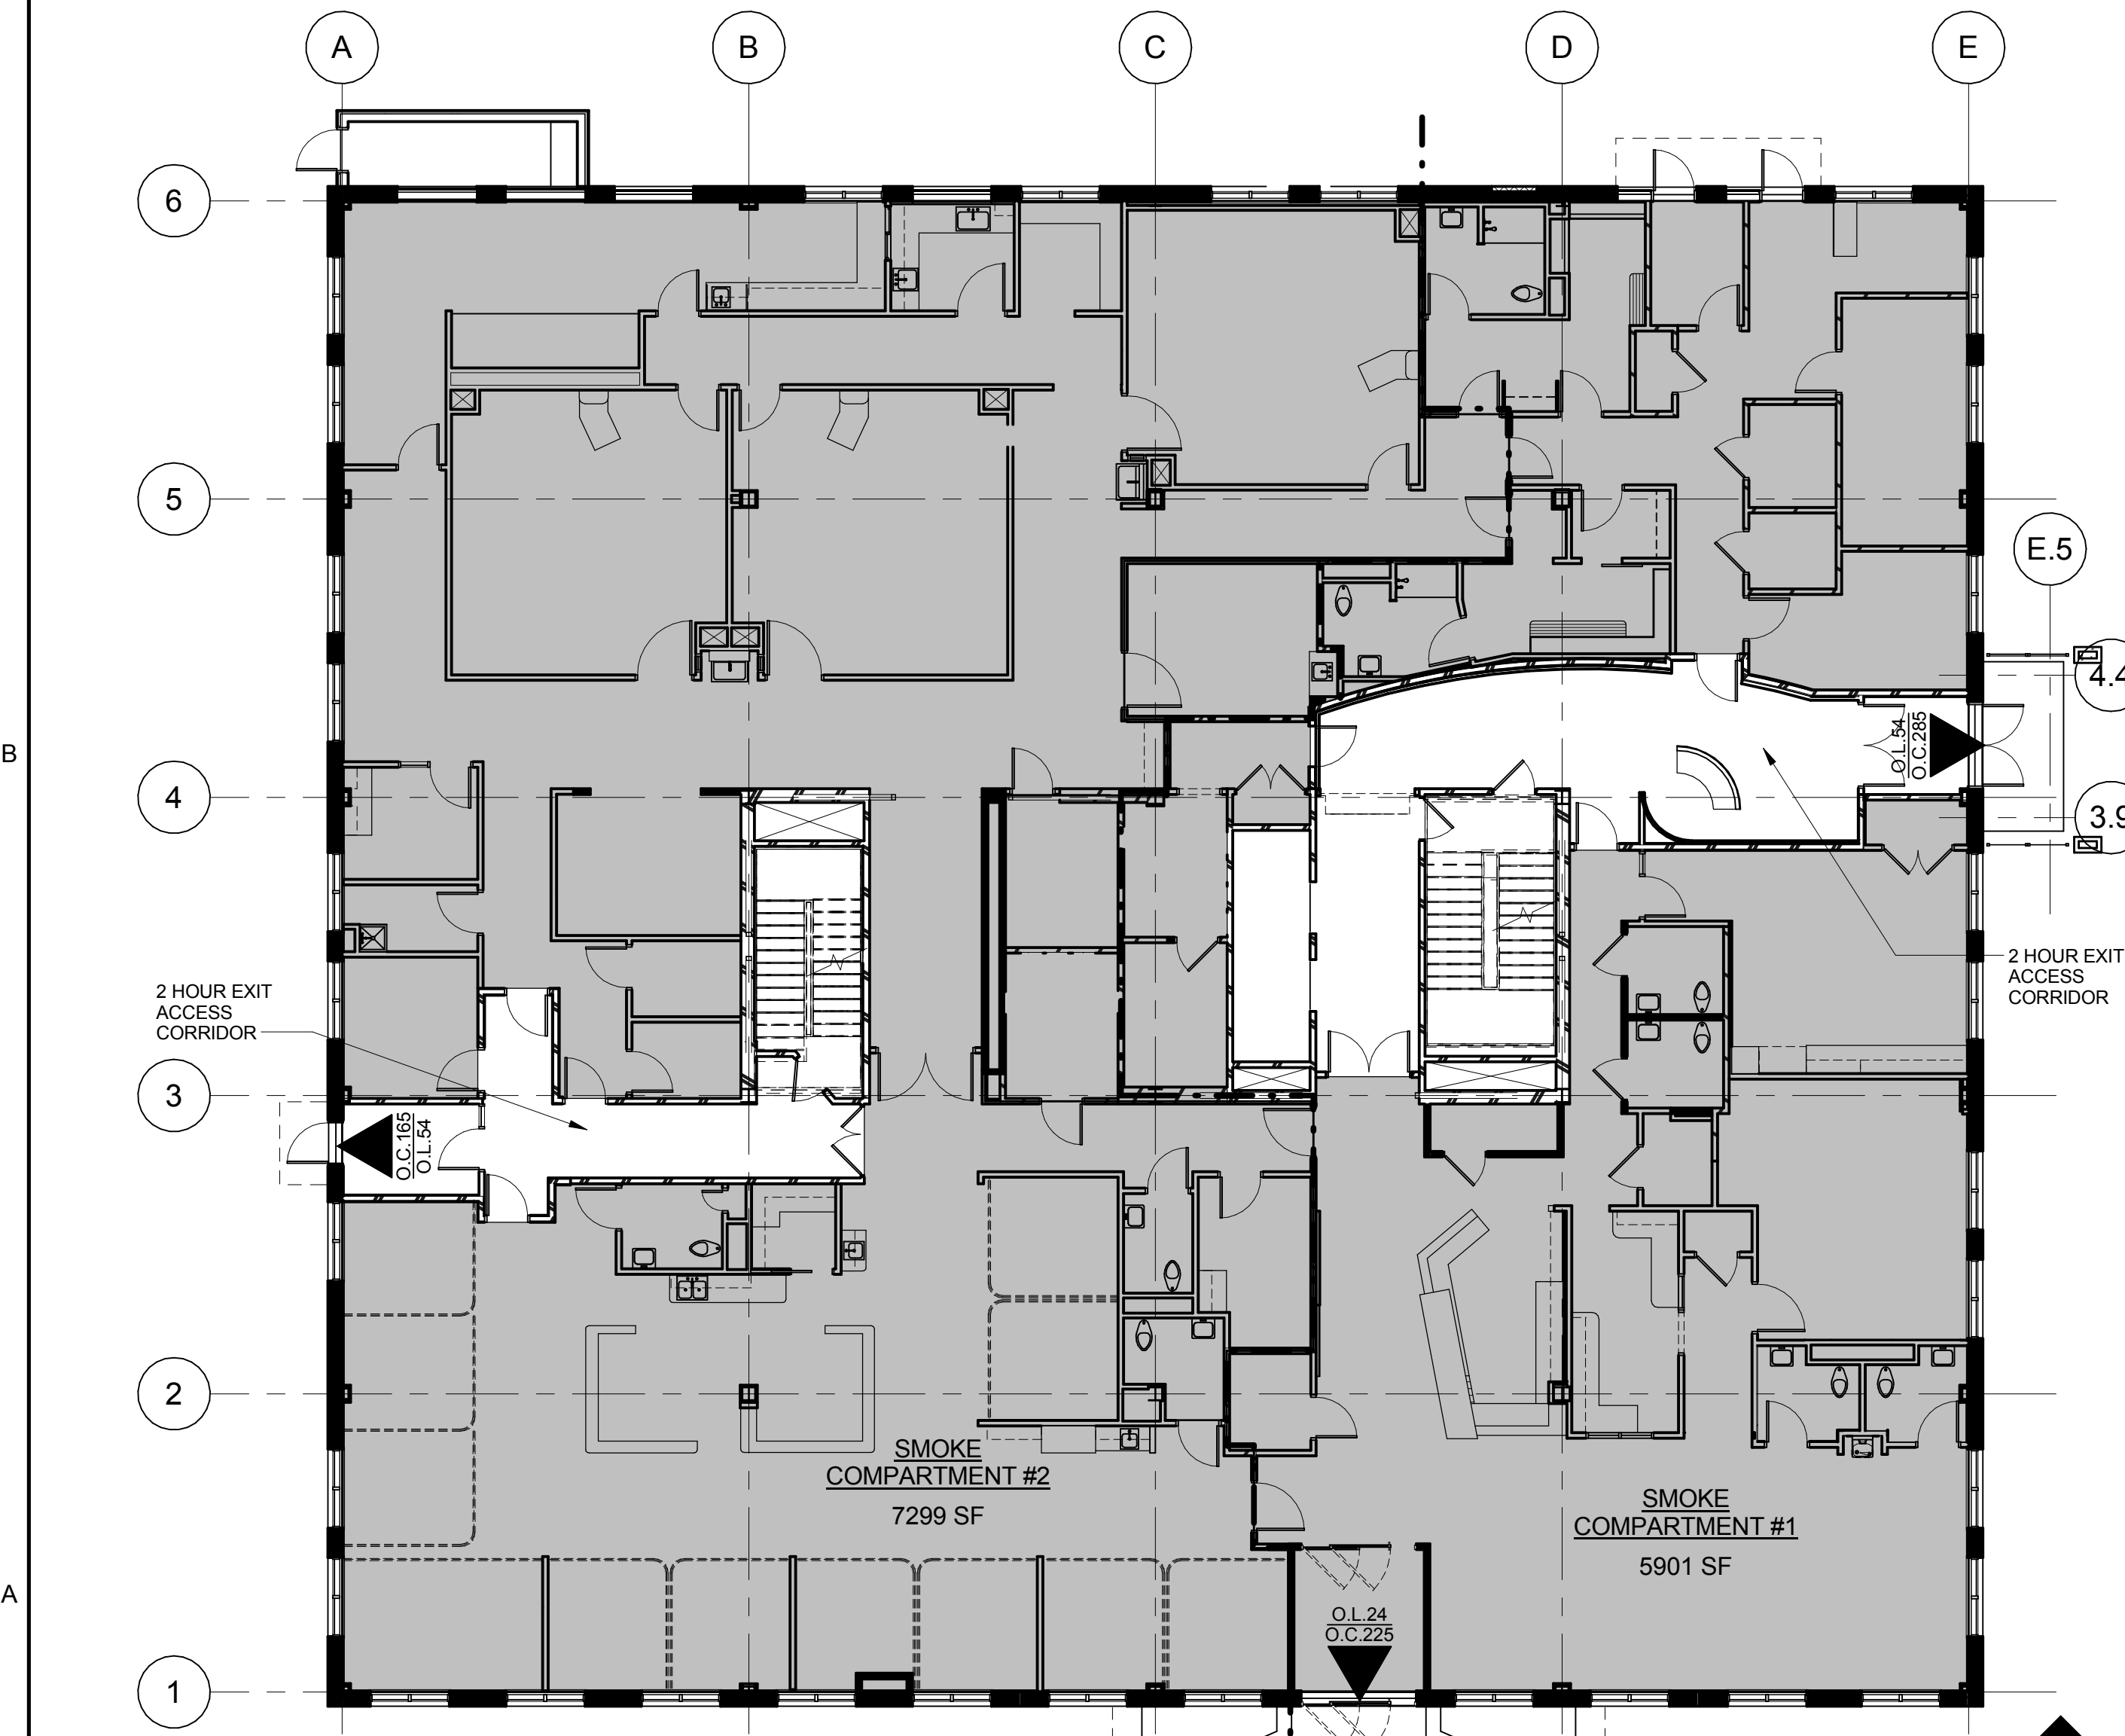 A
B
C
D
E
6
5
E.5
4.4
B
O.L.54
O.C.285
4
3.9
2 HOUR EXIT
ACCESS
CORRIDOR
2 HOUR EXIT
ACCESS
CORRIDOR
3
O.C.165
O.L.54
2
SMOKE
COMPARTMENT #2
7299 SF
SMOKE
COMPARTMENT #1
5901 SF
A
O.L.24
O.C.225
1